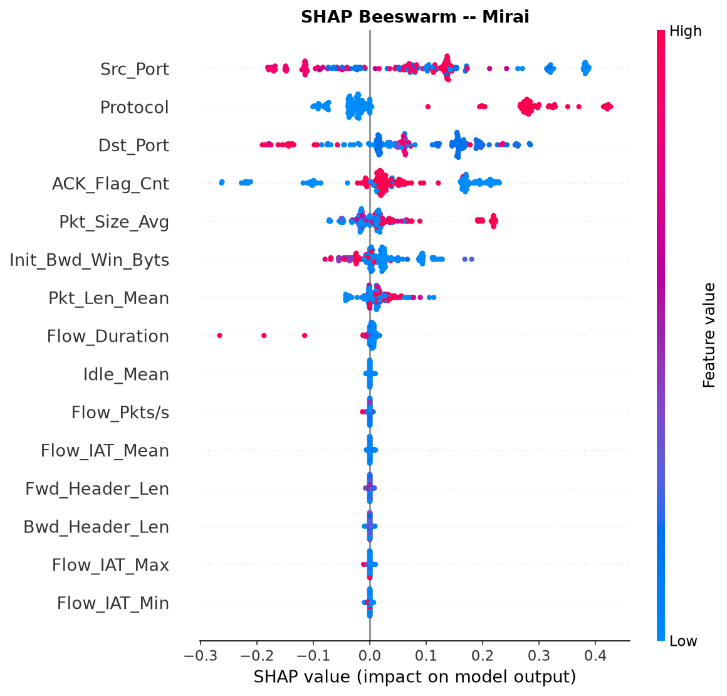 SHAP Beeswarm -- Mirai
High
Src_Port
Protocol
Dst_Port
ACK_Flag_Cnt
Pkt_Size_Avg
Init_Bwd_Win_Byts
Pkt_Len_Mean
Flow_Duration
Idle_Mean
Flow_Pkts/s
Flow_IAT_Mean
Fwd_Header_Len
Bwd_Header_Len
Flow_IAT_Max
Flow_IAT_Min
Feature value
Low
−0.3 −0.2 −0.1 0.0 0.1 0.2 0.3 0.4
SHAP value (impact on model output)